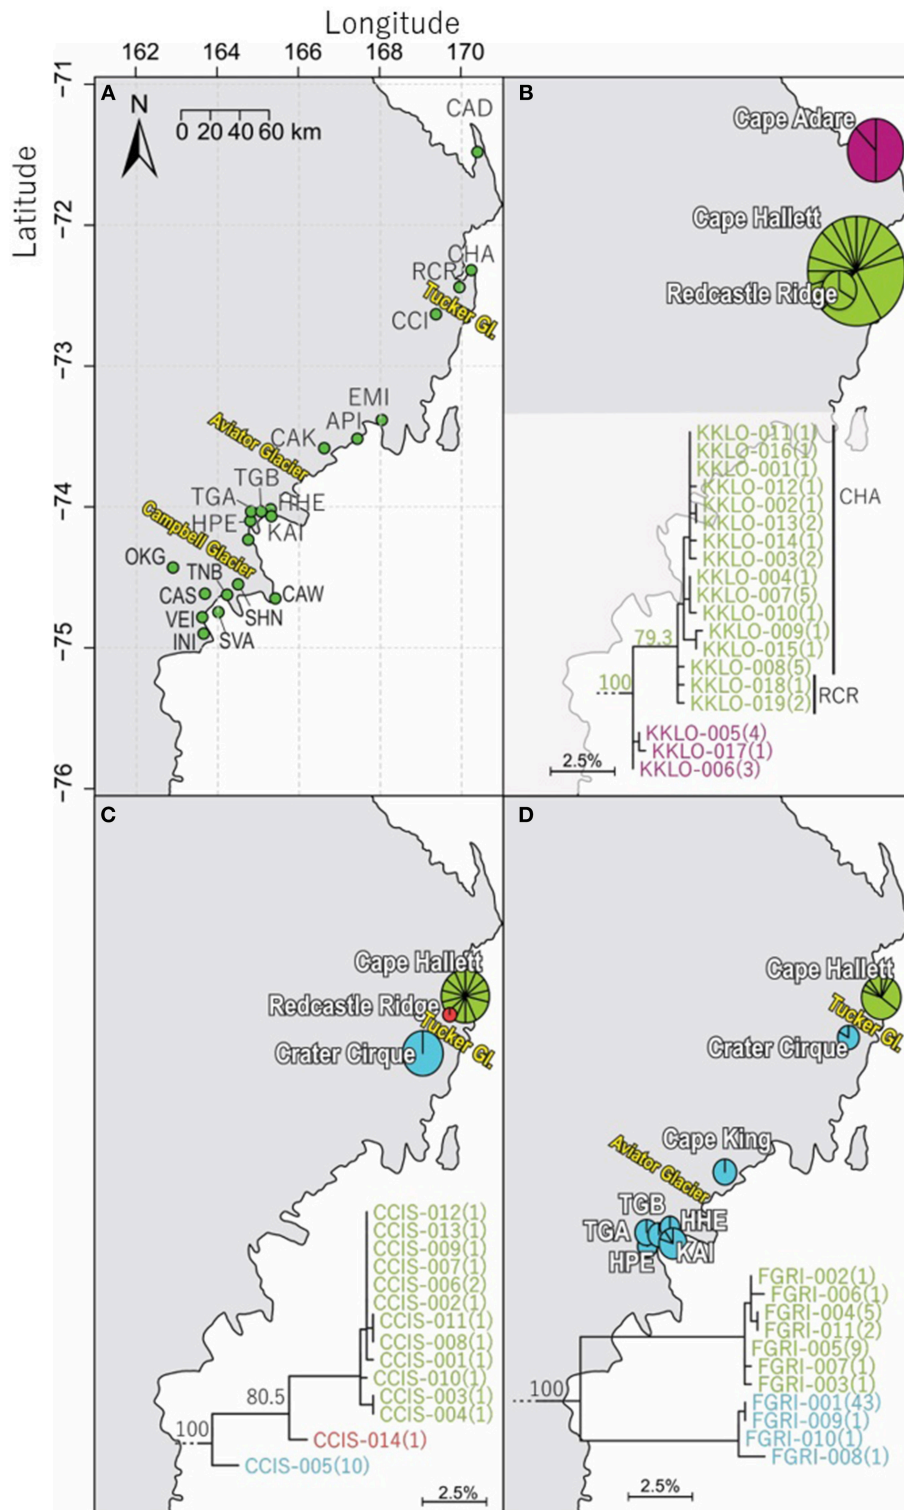 Longitude
162 164 166 168 170
Latitude
-71
-72
-73
-74
-75
-76
A
N
0 20 40 60 km
CAD
CHA
RCR
Tucker Gl.
CCI
EMI
API
CAK
Aviator Glacier
TGB
TGA
HHE
HPE
KAI
Campbell Glacier
OKG
TNB
CAS
CAW
VEI
SHN
INI
SVA
B
Cape Adare
Cape Hallett
Redcastle Ridge
KKLO-011(1)
KKLO-016(1)
KKLO-001(1)
KKLO-012(1)
CHA
KKLO-002(1)
KKLO-013(2)
KKLO-014(1)
KKLO-003(2)
KKLO-004(1)
KKLO-007(5)
KKLO-010(1)
KKLO-009(1)
79.3
KKLO-015(1)
KKLO-008(5)
100
KKLO-018(1)
RCR
KKLO-019(2)
KKLO-005(4)
KKLO-017(1)
2.5%
KKLO-006(3)
C
Cape Hallett
Redcastle Ridge
Tucker Gl.
Crater Cirque
CCIS-012(1)
CCIS-013(1)
CCIS-009(1)
CCIS-007(1)
CCIS-006(2)
CCIS-002(1)
CCIS-011(1)
CCIS-008(1)
CCIS-001(1)
CCIS-010(1)
80.5
CCIS-003(1)
CCIS-004(1)
100
CCIS-014(1)
CCIS-005(10)
2.5%
D
Cape Hallett
Tucker Gl.
Crater Cirque
Cape King
Aviator Glacier
TGB
TGA
HHE
HPE
KAI
FGRI-002(1)
FGRI-006(1)
FGRI-004(5)
FGRI-011(2)
FGRI-005(9)
FGRI-007(1)
FGRI-003(1)
100
FGRI-001(43)
FGRI-009(1)
FGRI-010(1)
FGRI-008(1)
2.5%